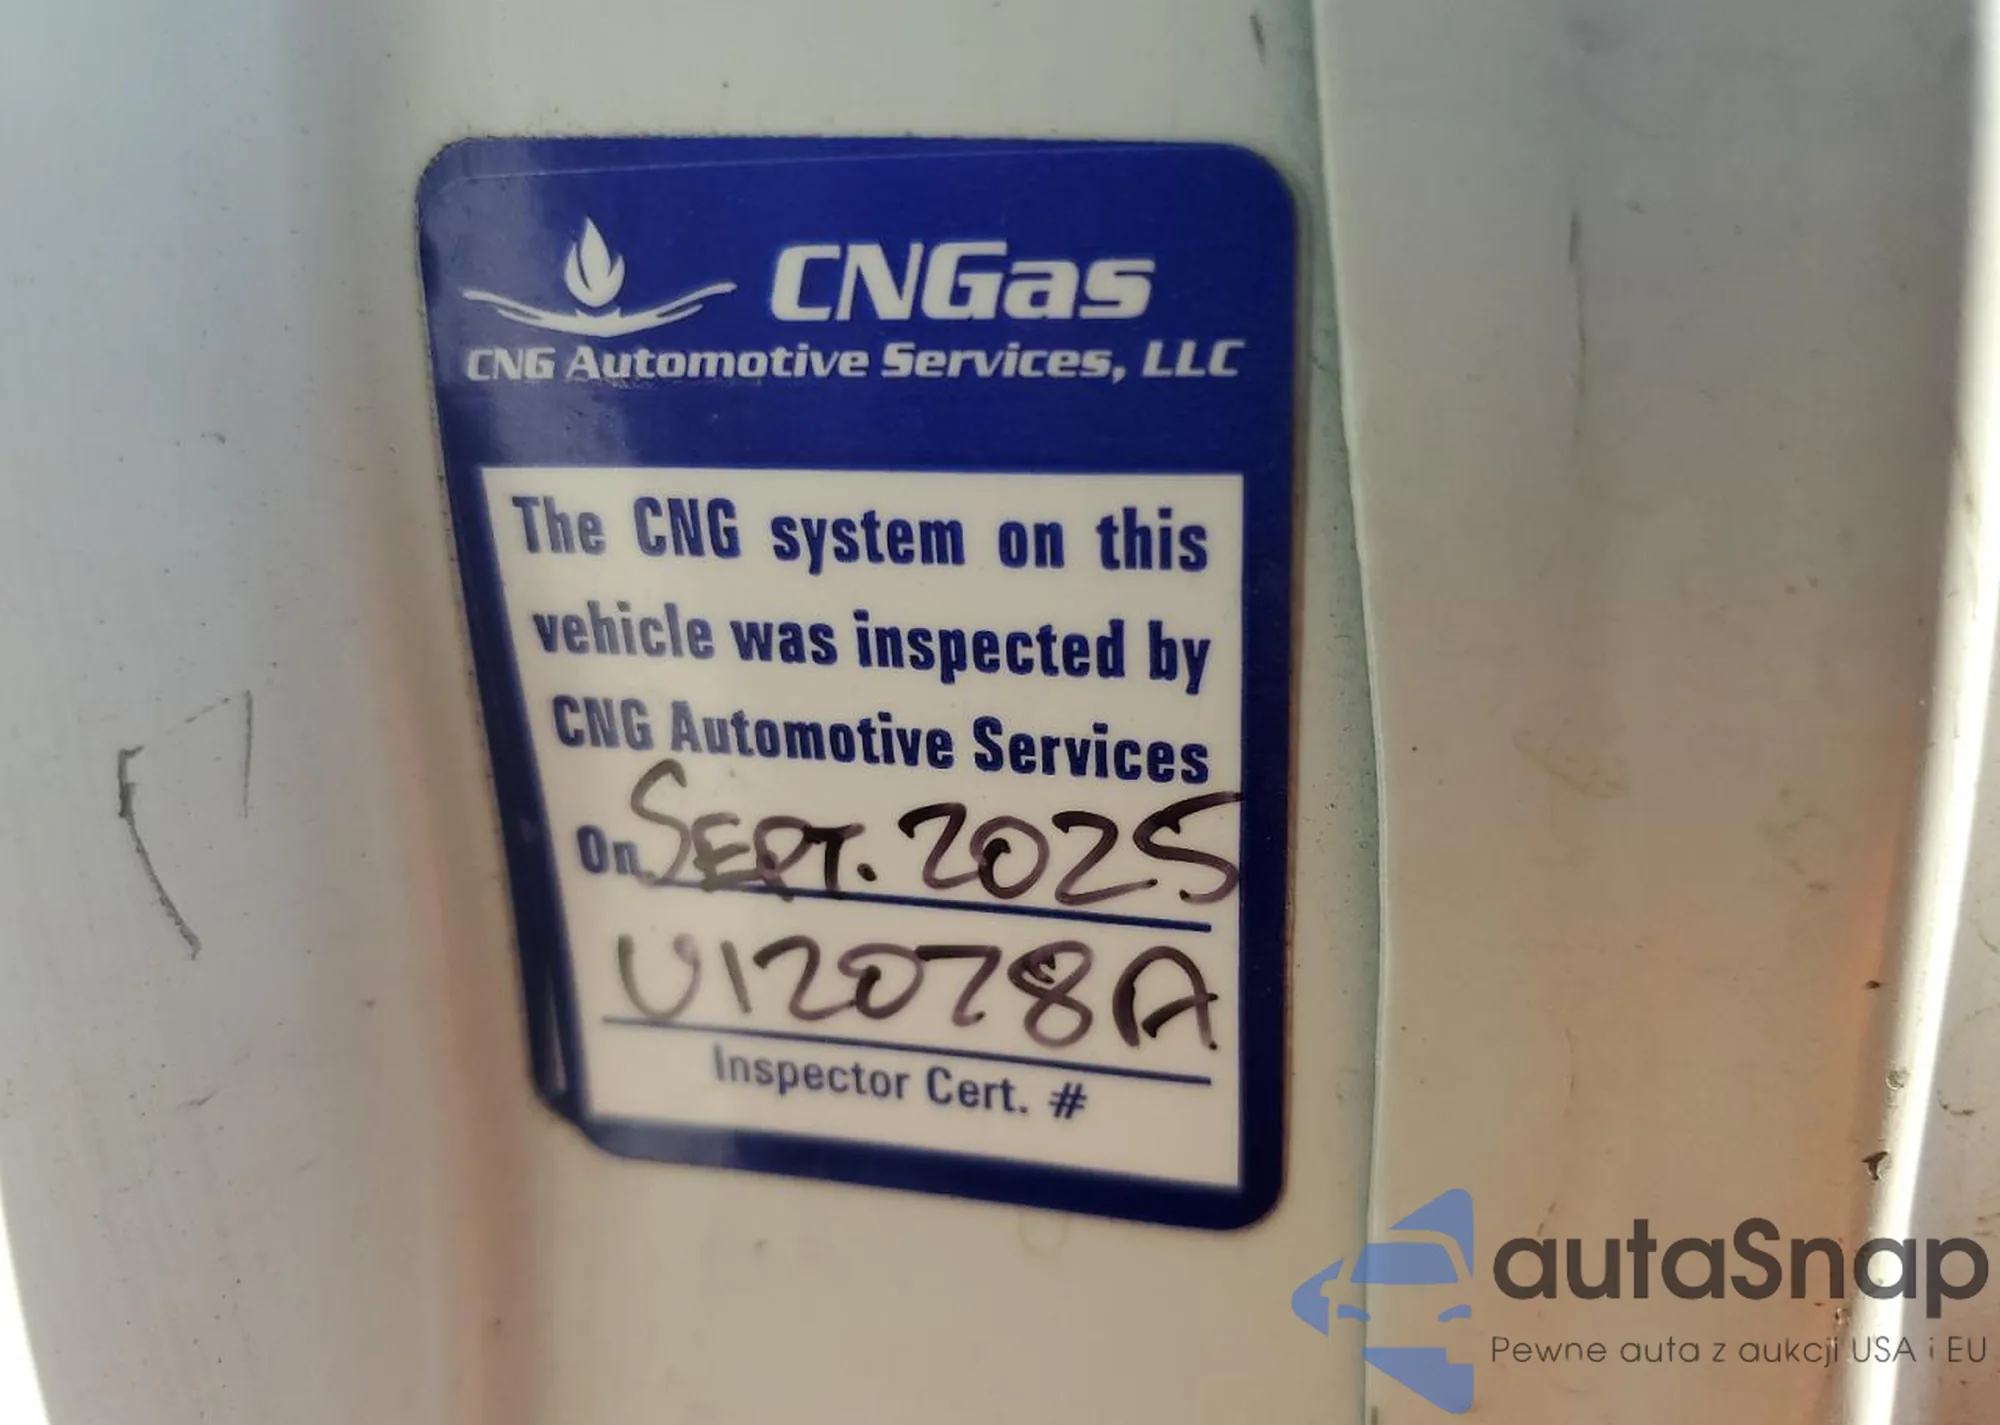 CNGas
CNG Automotive Services, LLC
The CNG system on this
vehicle was inspected by
CNG Automotive Services
On SEPT. 2025
U12078A
Inspector Cert. #
autaSnap
Pewne auta z aukcji USA i EU